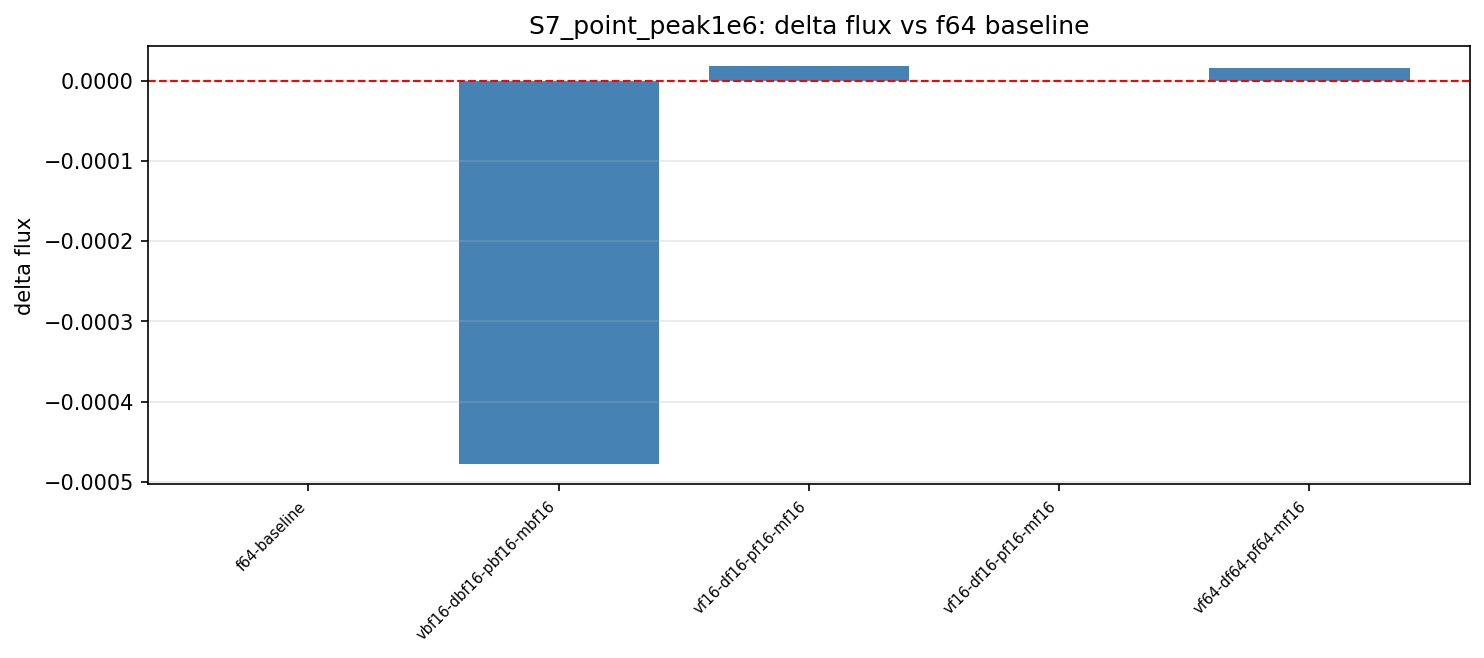 S7_point_peak1e6: delta flux vs f64 baseline
delta flux
0.0000
−0.0001
−0.0002
−0.0003
−0.0004
−0.0005
f64-baseline
vbf16-dbf16-pbf16-mbf16
vf16-df16-pf16-mf16
vf16-df16-pf16-mf16
vf64-df64-pf64-mf16